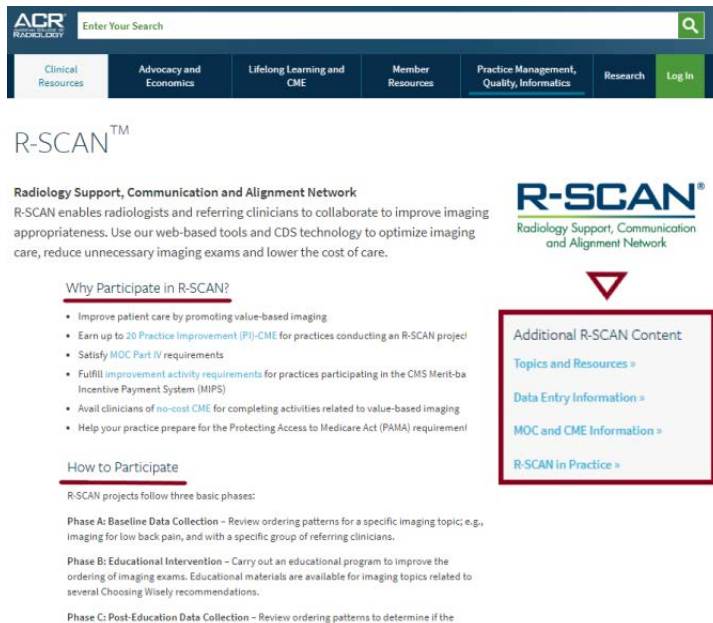 ACR
AMERICAN COLLEGE OF
RADIOLOGY
Enter Your Search
Clinical
Resources
Advocacy and
Economics
Lifelong Learning and
CME
Member
Resources
Practice Management,
Quality, Informatics
Research
Log In
R-SCAN™
Radiology Support, Communication and Alignment Network
R-SCAN enables radiologists and referring clinicians to collaborate to improve imaging
appropriateness. Use our web-based tools and CDS technology to optimize imaging
care, reduce unnecessary imaging exams and lower the cost of care.
Why Participate in R-SCAN?
• Improve patient care by promoting value-based imaging
• Earn up to 20 Practice Improvement (PI)-CME for practices conducting an R-SCAN project
• Satisfy MOC Part IV requirements
• Fulfill improvement activity requirements for practices participating in the CMS Merit-ba
Incentive Payment System (MIPS)
• Avail clinicians of no-cost CME for completing activities related to value-based imaging
• Help your practice prepare for the Protecting Access to Medicare Act (PAMA) requirement
How to Participate
R-SCAN projects follow three basic phases:
Phase A: Baseline Data Collection – Review ordering patterns for a specific imaging topic; e.g.,
imaging for low back pain, and with a specific group of referring clinicians.
Phase B: Educational Intervention – Carry out an educational program to improve the
ordering of imaging exams. Educational materials are available for imaging topics related to
several Choosing Wisely recommendations.
Phase C: Post-Education Data Collection – Review ordering patterns to determine if the
R-SCAN®
Radiology Support, Communication
and Alignment Network
Additional R-SCAN Content
Topics and Resources »
Data Entry Information »
MOC and CME Information »
R-SCAN in Practice »